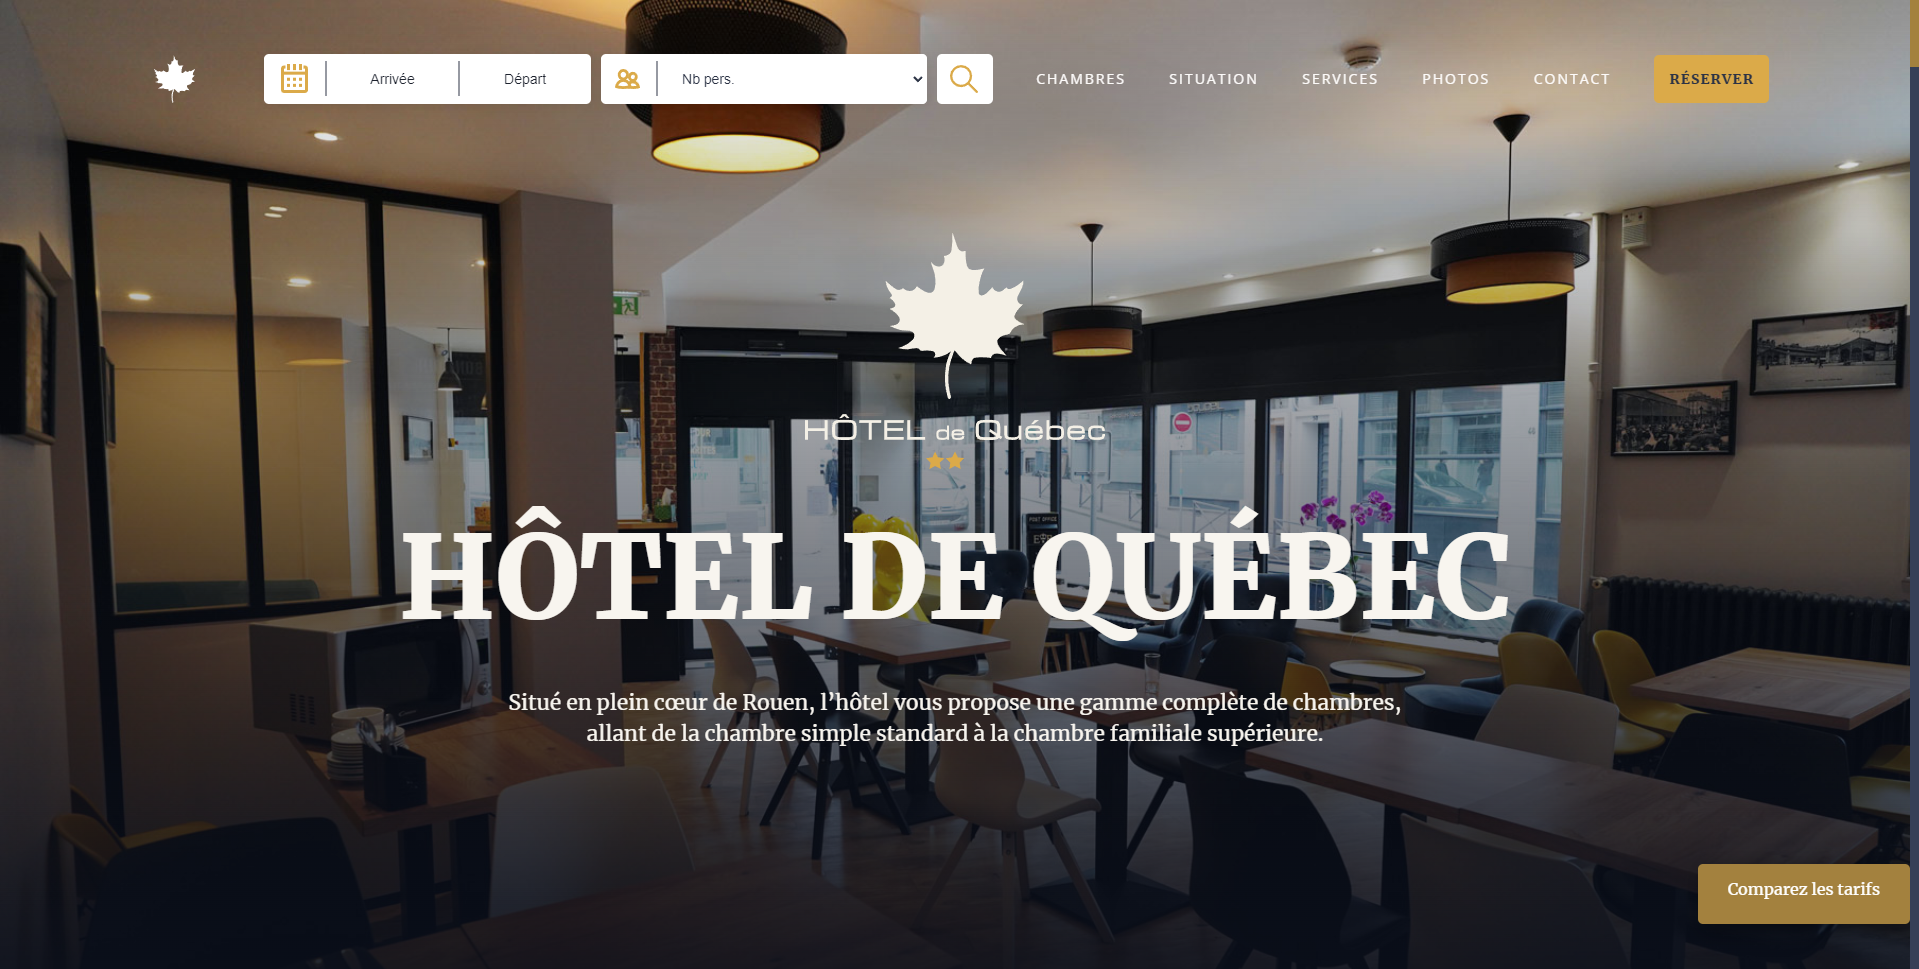 Arrivée
Départ
Nb pers.
CHAMBRES
SITUATION
SERVICES
PHOTOS
CONTACT
RÉSERVER
HÔTEL de Québec
HÔTEL DE QUÉBEC
Situé en plein cœur de Rouen, l’hôtel vous propose une gamme complète de chambres,
allant de la chambre simple standard à la chambre familiale supérieure.
Comparez les tarifs